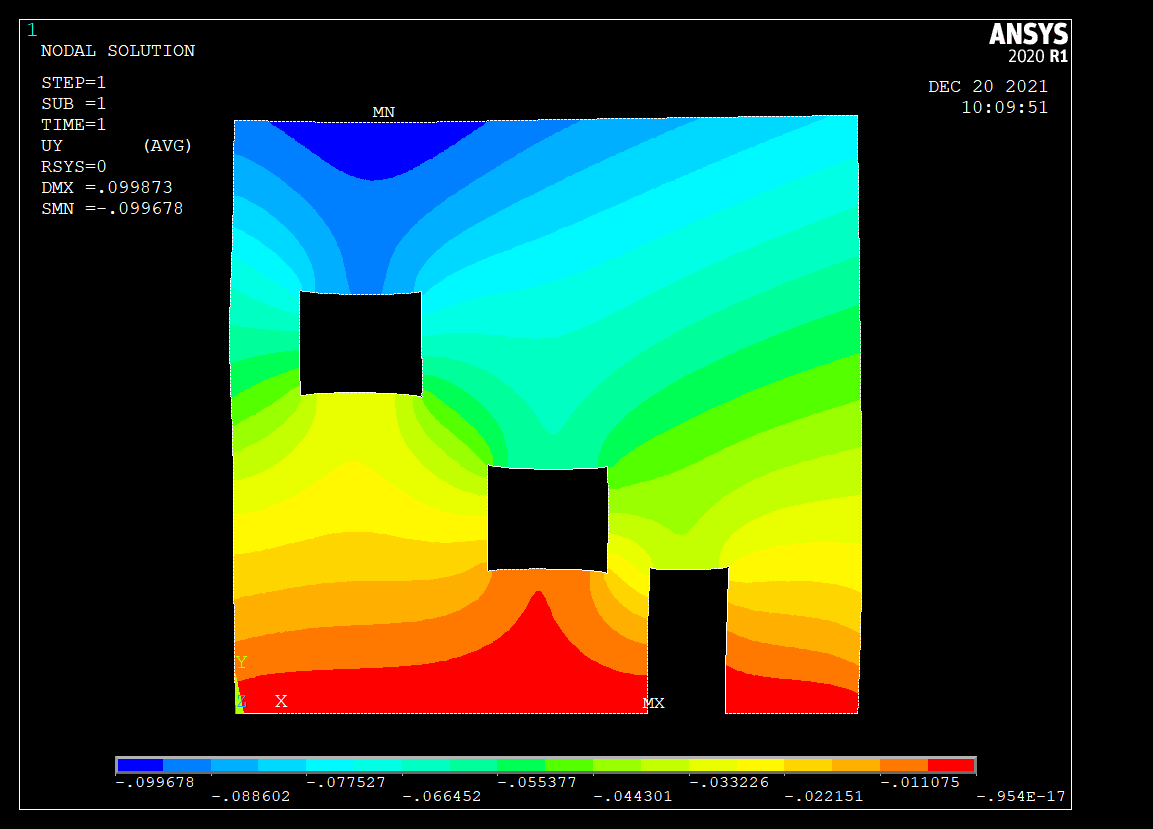 1
NODAL SOLUTION
STEP=1
SUB =1
TIME=1
UY (AVG)
RSYS=0
DMX =.099873
SMN =-.099678
ANSYS
2020 R1
DEC 20 2021
10:09:51
MN
Y
Z X
MX
-.099678 -.077527 -.055377 -.033226 -.011075
-.088602 -.066452 -.044301 -.022151 -.954E-17